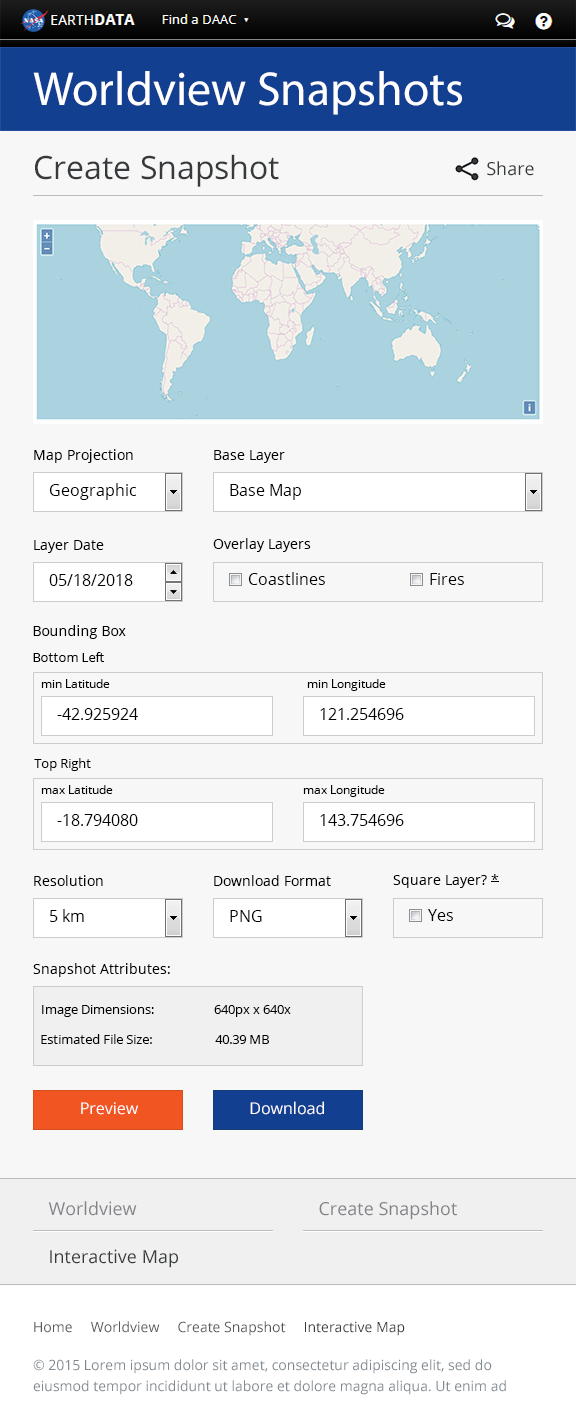 NASA EARTHDATA Find a DAAC ▾ ?
Worldview Snapshots
Create Snapshot Share
+
−
i
Map Projection Base Layer
Geographic Base Map
Layer Date Overlay Layers
05/18/2018 Coastlines Fires
Bounding Box
Bottom Left
min Latitude min Longitude
-42.925924 121.254696
Top Right
max Latitude max Longitude
-18.794080 143.754696
Resolution Download Format Square Layer? *
5 km PNG Yes
Snapshot Attributes:
Image Dimensions: 640px x 640x
Estimated File Size: 40.39 MB
Preview Download
Worldview Create Snapshot
Interactive Map
Home Worldview Create Snapshot Interactive Map
© 2015 Lorem ipsum dolor sit amet, consectetur adipiscing elit, sed do
eiusmod tempor incididunt ut labore et dolore magna aliqua. Ut enim ad